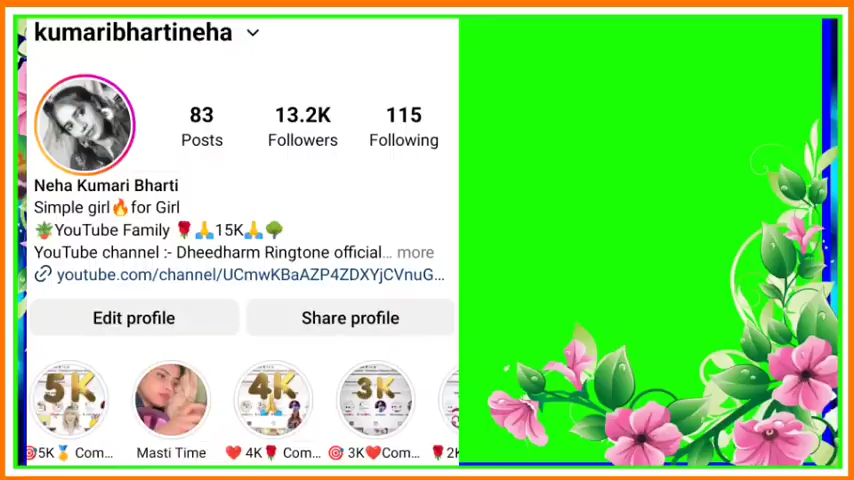 kumaribhartineha
83 13.2K 115
Posts Followers Following
Neha Kumari Bharti
Simple girl🔥for Girl
🪴YouTube Family 🌹🙏15K🙏🌳
YouTube channel :- Dheedharm Ringtone official... more
youtube.com/channel/UCmwKBaAZP4ZDXYjCVnuG...
Edit profile Share profile
5K 4K 3K
🎯5K🏅Com... Masti Time ❤️ 4K🌹 Com... 🎯 3K❤️Com... 🌹2K